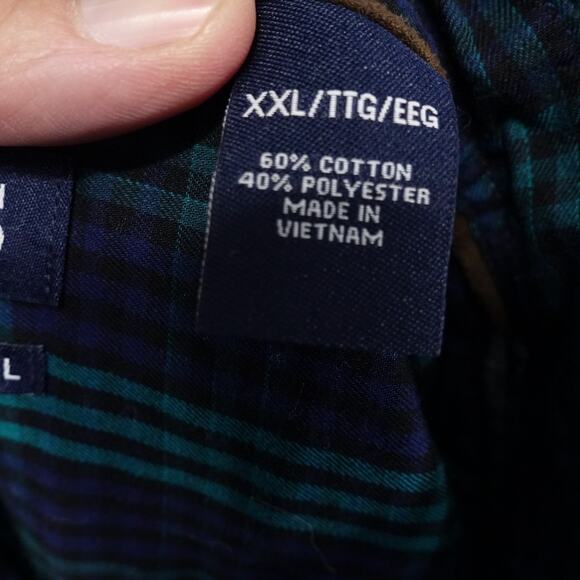 XXL/TTG/EEG
60% COTTON
40% POLYESTER
MADE IN
VIETNAM
L